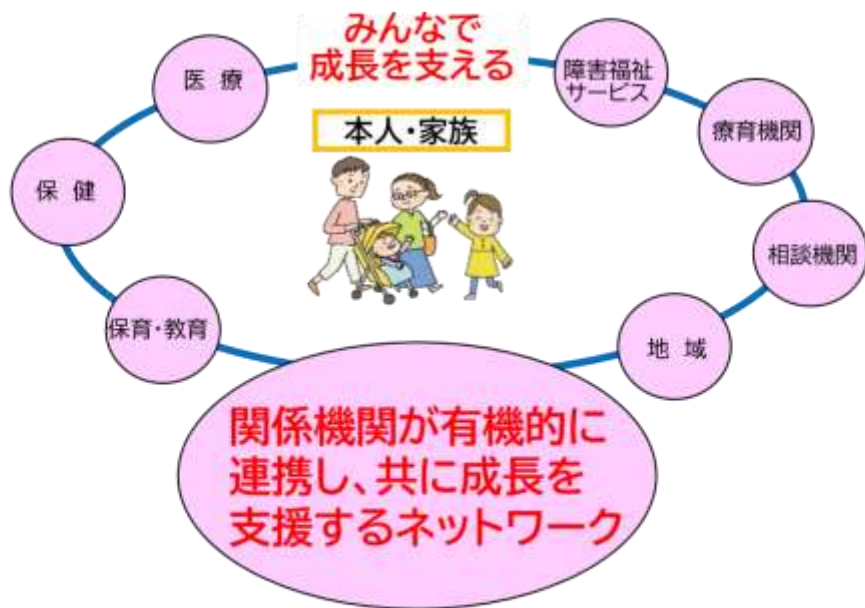 みんなで
成長を支える
本人・家族
医 療
保 健
保育・教育
障害福祉
サービス
療育機関
相談機関
地 域
関係機関が有機的に
連携し、共に成長を
支援するネットワーク